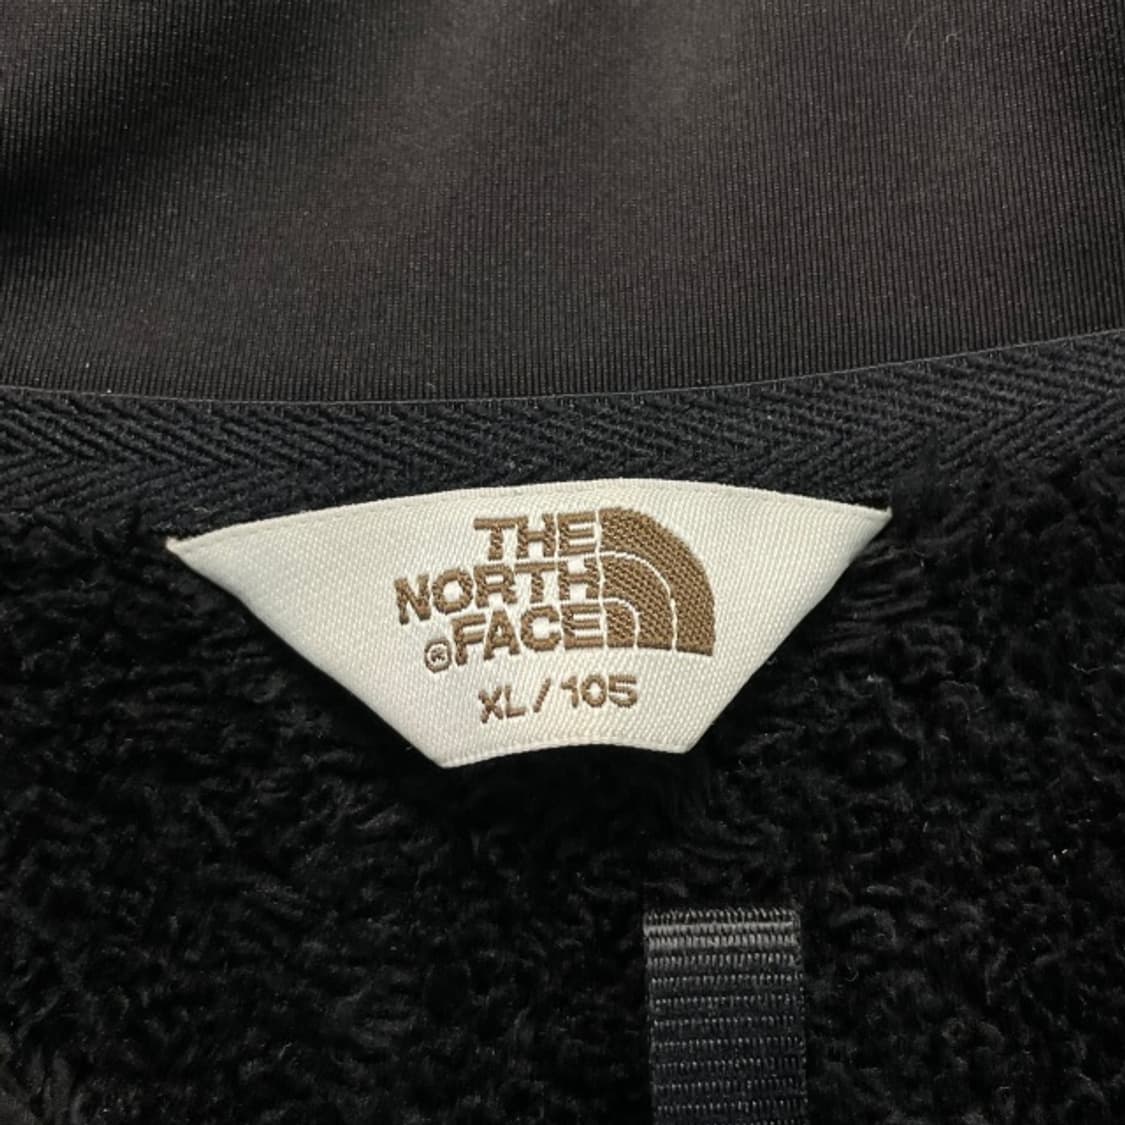 THE
NORTH
®FACE
XL/105